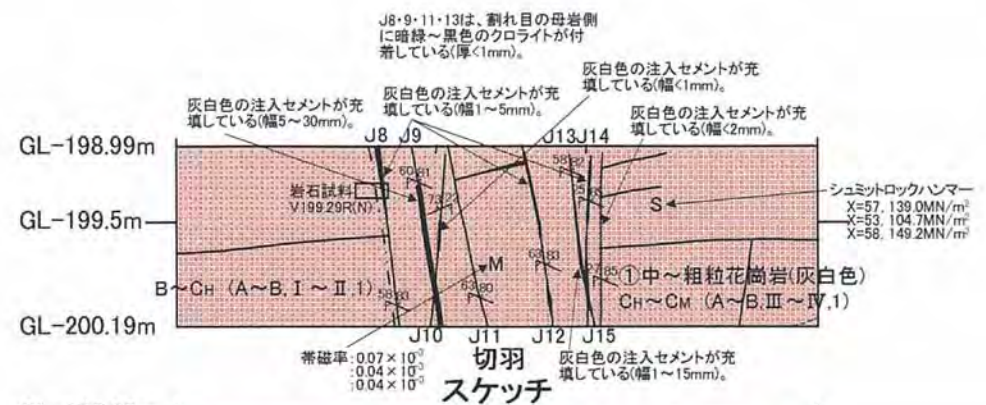 J8・9・11・13は、割れ目の母岩側
に暗緑～黒色のクロライトが付
着している(厚<1mm)。
灰白色の注入セメントが充
填している(幅5～30mm)。
灰白色の注入セメントが充
填している(幅1～5mm)。
灰白色の注入セメントが充
填している(幅<1mm)。
灰白色の注入セメントが充
填している(幅<2mm)。
J8 J9 J13 J14
GL-198.99m
岩石試料
V199.29R(N)
60 81
58 82
S
シュミットロックハンマー
X=57, 139.0MN/m²
X=53, 104.7MN/m²
X=58, 149.2MN/m²
GL-199.5m
M
63 83
63 80
B～CH (A～B, I～II, 1)
①中～粗粒花崗岩(灰白色)
CH～CM (A～B, III～IV, 1)
GL-200.19m
J10 J11 J12 J15
帯磁率:0.07×10⁻³
:0.04×10⁻³
:0.04×10⁻³
切羽
スケッチ
灰白色の注入セメントが充
填している(幅1～15mm)。